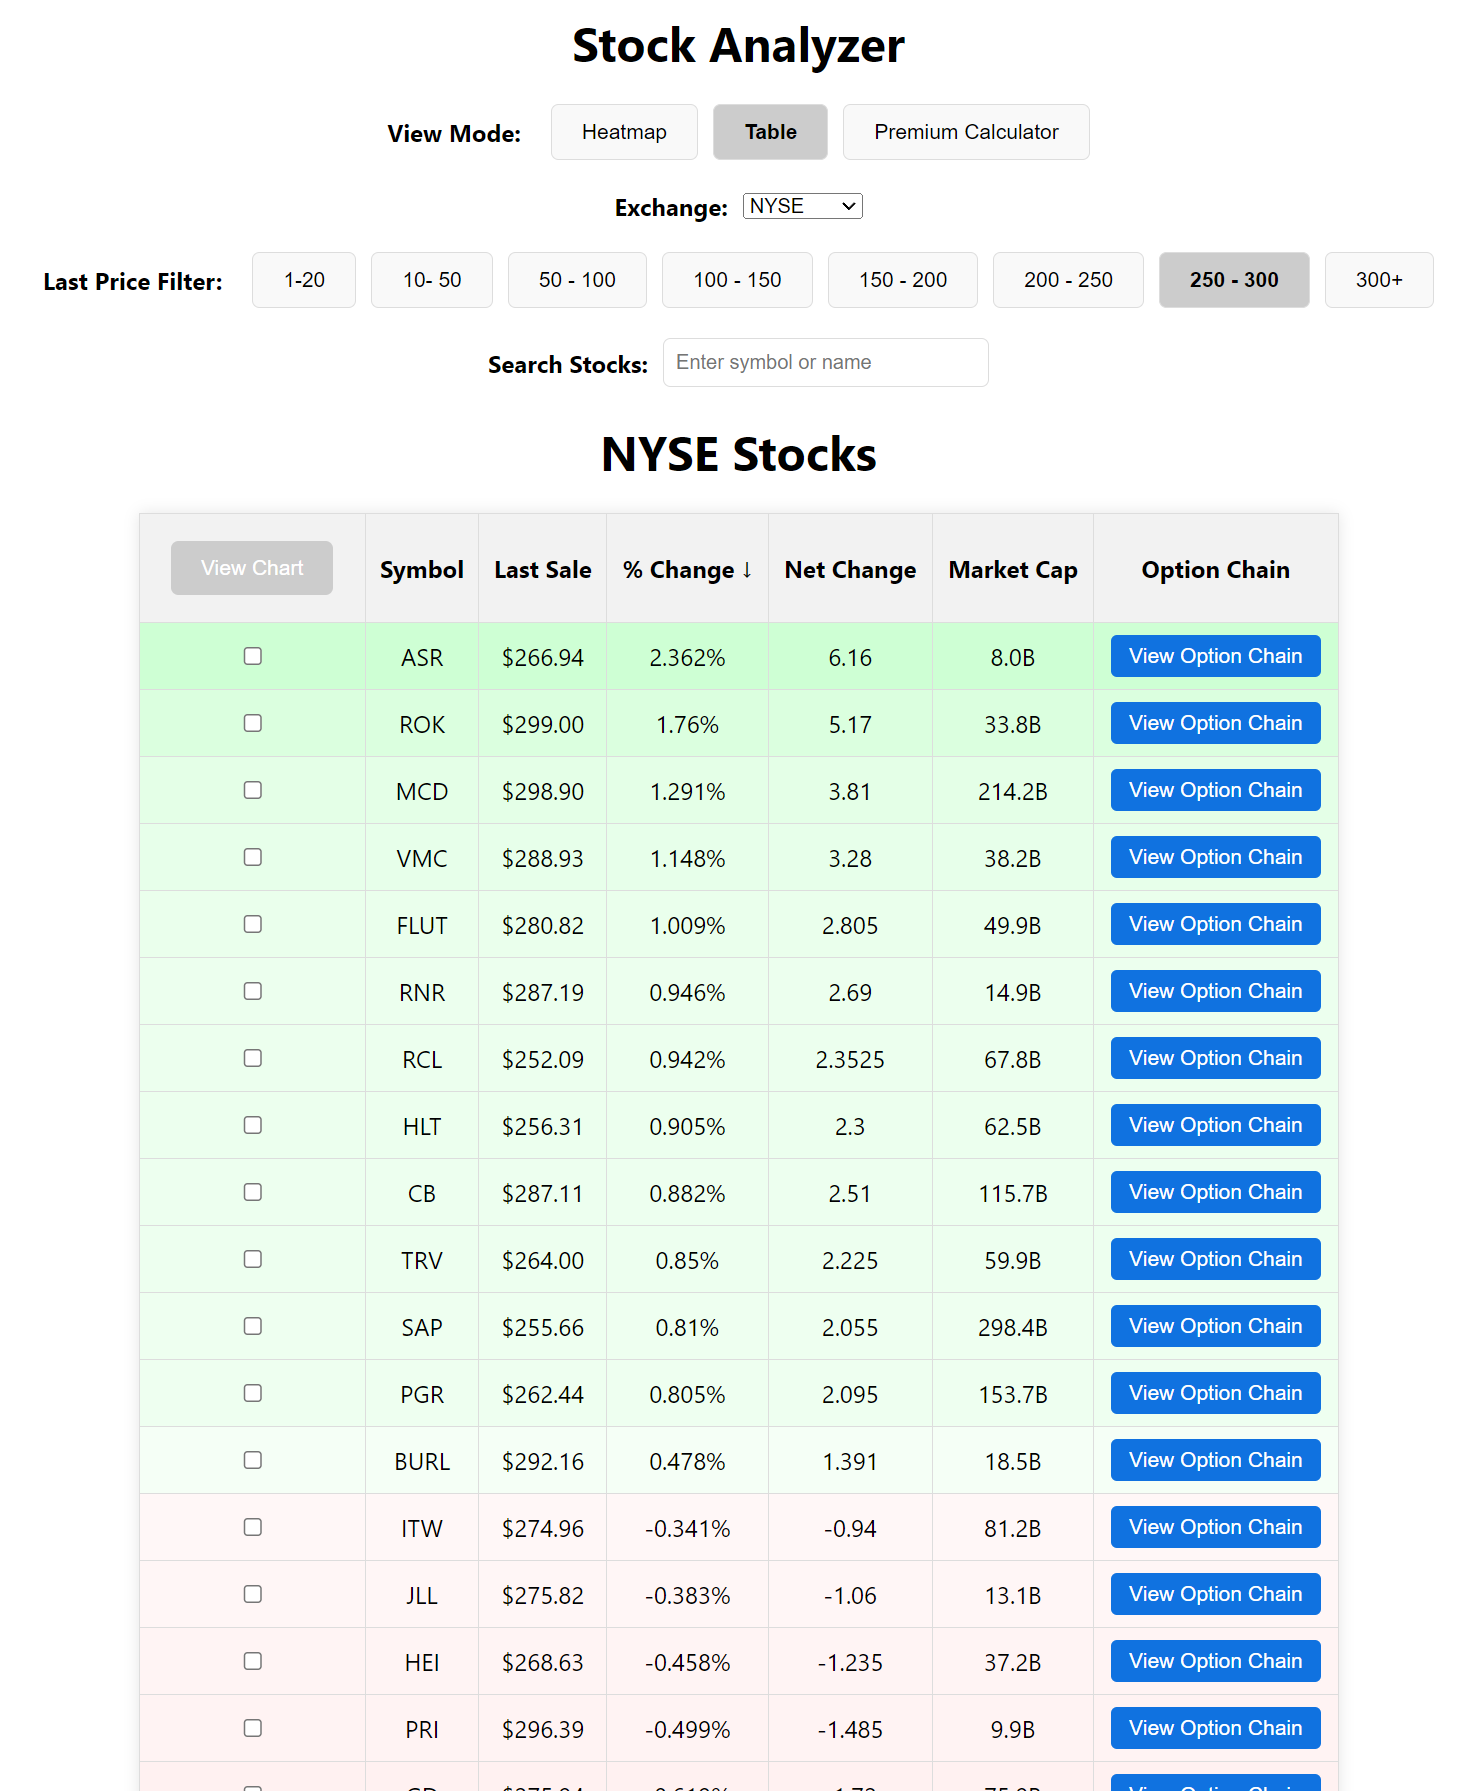 Stock Analyzer
View Mode: Heatmap Table Premium Calculator
Exchange: NYSE
Last Price Filter: 1-20 10- 50 50 - 100 100 - 150 150 - 200 200 - 250 250 - 300 300+
Search Stocks: Enter symbol or name
NYSE Stocks
View Chart Symbol Last Sale % Change ↓ Net Change Market Cap Option Chain
ASR $266.94 2.362% 6.16 8.0B View Option Chain
ROK $299.00 1.76% 5.17 33.8B View Option Chain
MCD $298.90 1.291% 3.81 214.2B View Option Chain
VMC $288.93 1.148% 3.28 38.2B View Option Chain
FLUT $280.82 1.009% 2.805 49.9B View Option Chain
RNR $287.19 0.946% 2.69 14.9B View Option Chain
RCL $252.09 0.942% 2.3525 67.8B View Option Chain
HLT $256.31 0.905% 2.3 62.5B View Option Chain
CB $287.11 0.882% 2.51 115.7B View Option Chain
TRV $264.00 0.85% 2.225 59.9B View Option Chain
SAP $255.66 0.81% 2.055 298.4B View Option Chain
PGR $262.44 0.805% 2.095 153.7B View Option Chain
BURL $292.16 0.478% 1.391 18.5B View Option Chain
ITW $274.96 -0.341% -0.94 81.2B View Option Chain
JLL $275.82 -0.383% -1.06 13.1B View Option Chain
HEI $268.63 -0.458% -1.235 37.2B View Option Chain
PRI $296.39 -0.499% -1.485 9.9B View Option Chain
View Option Chain